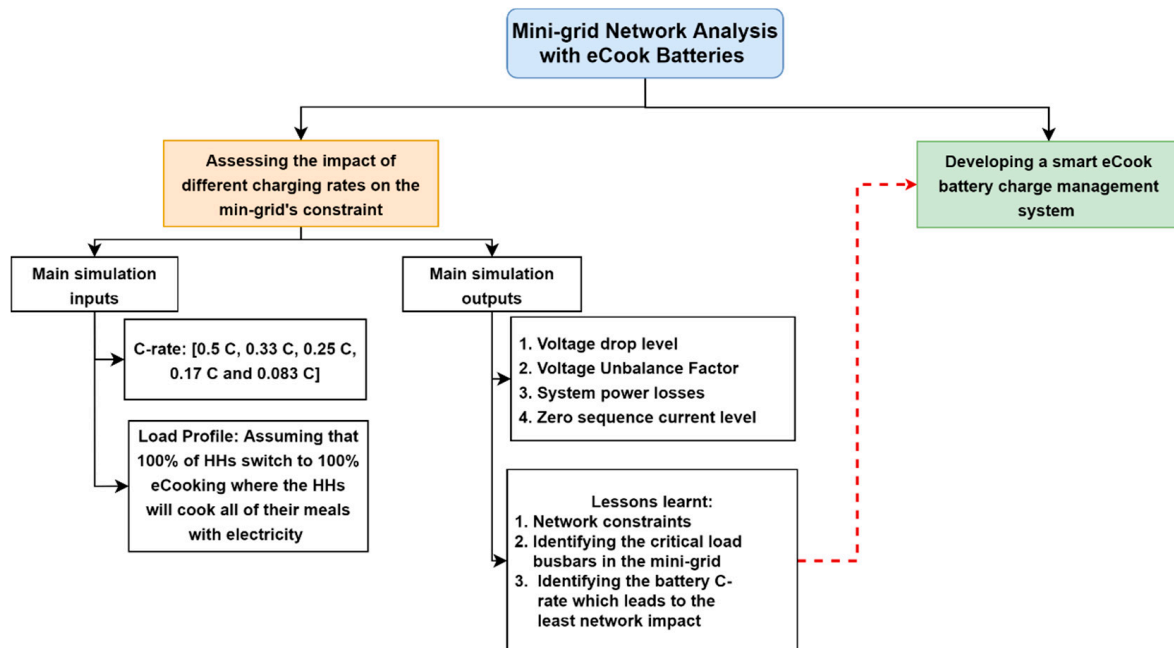 Mini-grid Network Analysis
with eCook Batteries
Assessing the impact of
different charging rates on the
min-grid's constraint
Developing a smart eCook
battery charge management
system
Main simulation
inputs
Main simulation
outputs
C-rate: [0.5 C, 0.33 C, 0.25 C,
0.17 C and 0.083 C]
1. Voltage drop level
2. Voltage Unbalance Factor
3. System power losses
4. Zero sequence current level
Load Profile: Assuming that
100% of HHs switch to 100%
eCooking where the HHs
will cook all of their meals
with electricity
Lessons learnt:
1. Network constraints
2. Identifying the critical load
busbars in the mini-grid
3. Identifying the battery C-
rate which leads to the
least network impact